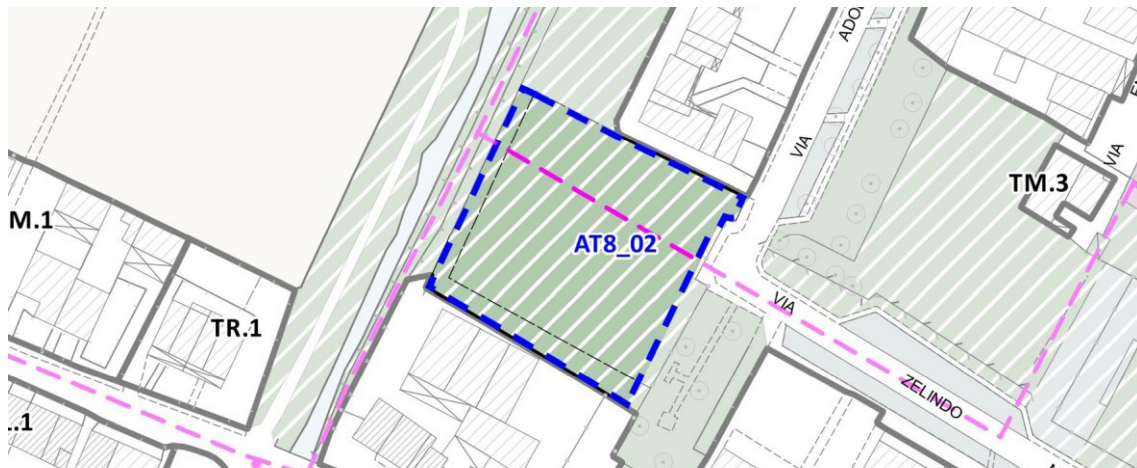 ADO
VIA
VIA
TM.3
M.1
AT8_02
VIA
TR.1
ZELINDO
.1